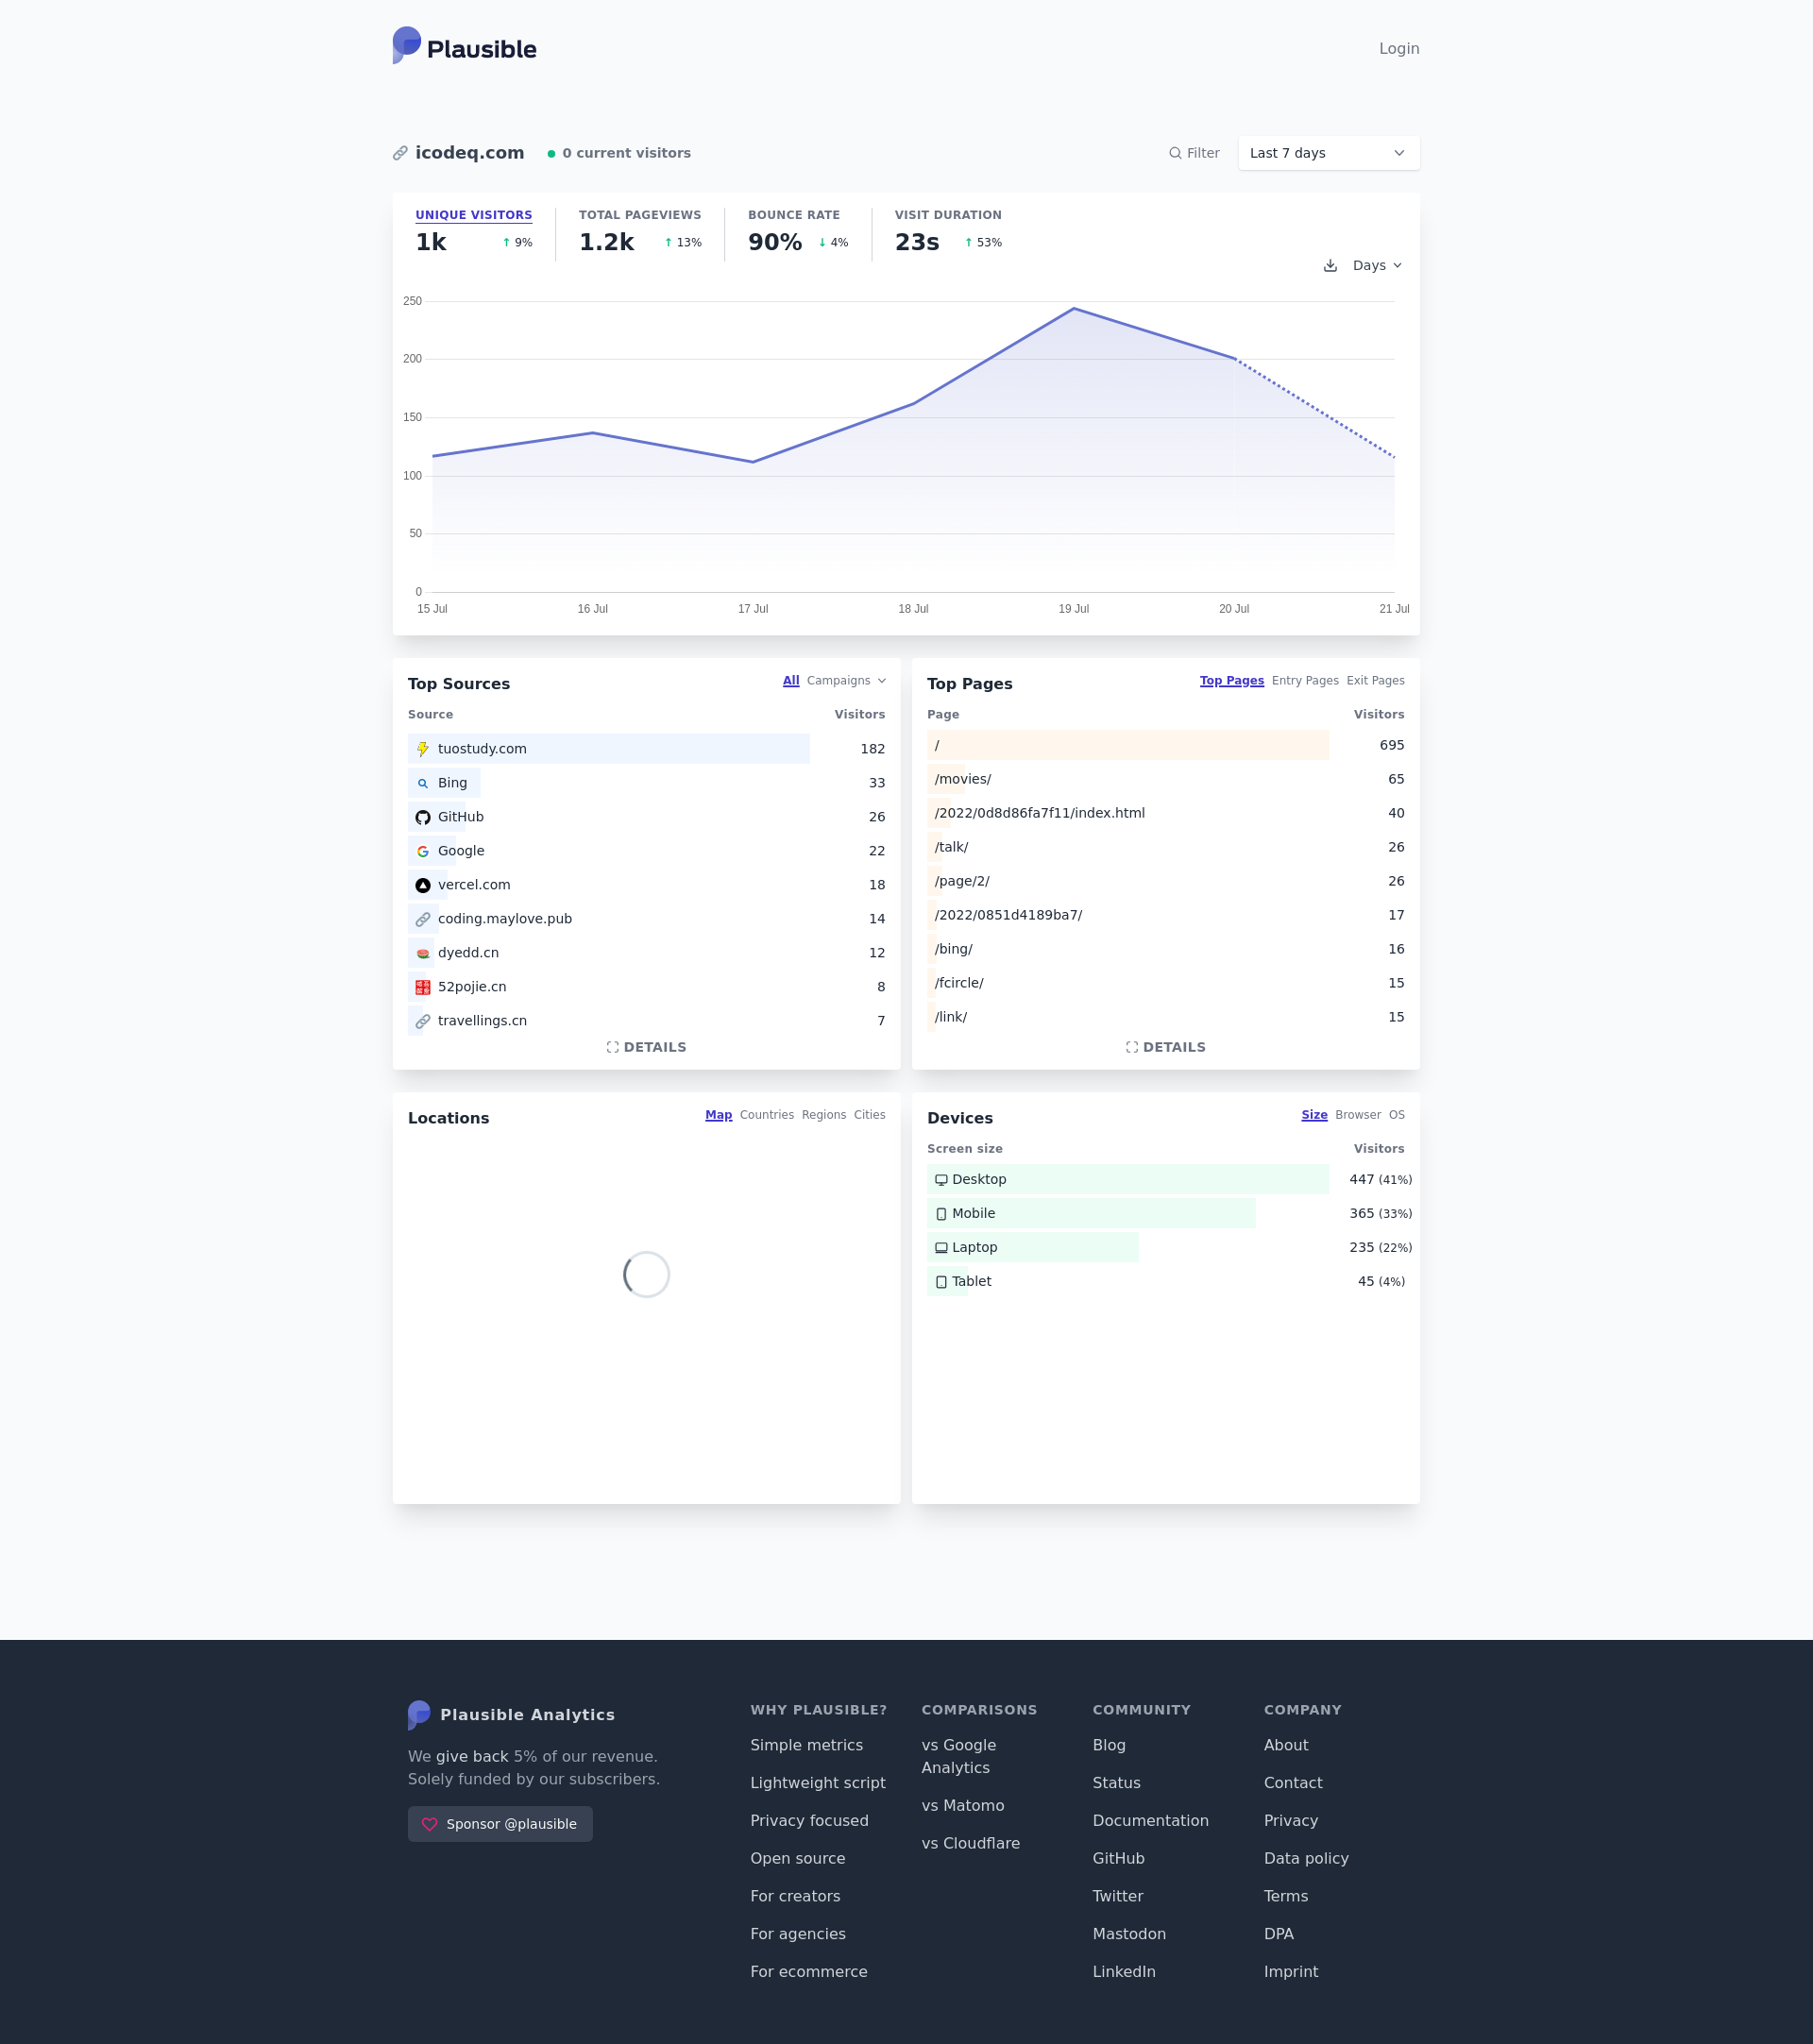 Plausible
Login
icodeq.com
0 current visitors
Filter
Last 7 days
UNIQUE VISITORS
1k ↑ 9%
TOTAL PAGEVIEWS
1.2k ↑ 13%
BOUNCE RATE
90% ↓ 4%
VISIT DURATION
23s ↑ 53%
Days
250
200
150
100
50
0
15 Jul 16 Jul 17 Jul 18 Jul 19 Jul 20 Jul 21 Jul
Top Sources
All Campaigns
Source Visitors
tuostudy.com 182
Bing 33
GitHub 26
Google 22
vercel.com 18
coding.maylove.pub 14
dyedd.cn 12
52pojie.cn 8
travellings.cn 7
DETAILS
Top Pages
Top Pages Entry Pages Exit Pages
Page Visitors
/ 695
/movies/ 65
/2022/0d8d86fa7f11/index.html 40
/talk/ 26
/page/2/ 26
/2022/0851d4189ba7/ 17
/bing/ 16
/fcircle/ 15
/link/ 15
DETAILS
Locations
Map Countries Regions Cities
Devices
Size Browser OS
Screen size Visitors
Desktop 447 (41%)
Mobile 365 (33%)
Laptop 235 (22%)
Tablet 45 (4%)
Plausible Analytics
We give back 5% of our revenue.
Solely funded by our subscribers.
Sponsor @plausible
WHY PLAUSIBLE?
Simple metrics
Lightweight script
Privacy focused
Open source
For creators
For agencies
For ecommerce
COMPARISONS
vs Google
Analytics
vs Matomo
vs Cloudflare
COMMUNITY
Blog
Status
Documentation
GitHub
Twitter
Mastodon
LinkedIn
COMPANY
About
Contact
Privacy
Data policy
Terms
DPA
Imprint